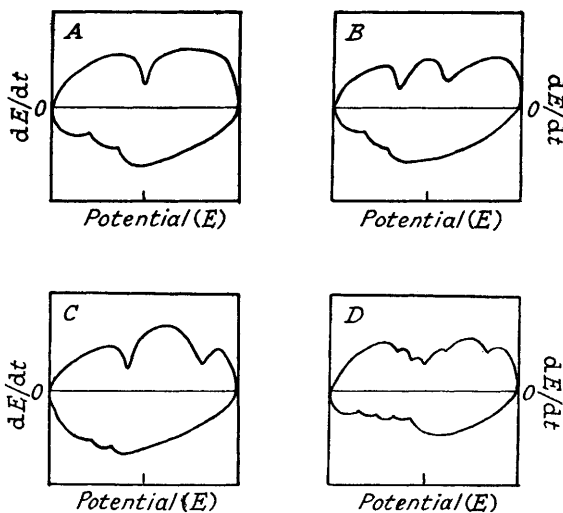 A
B
dE/dt
0
0
dE/dt
Potential(E)
Potential(E)
C
D
dE/dt
0
0
dE/dt
Potential(E)
Potential(E)